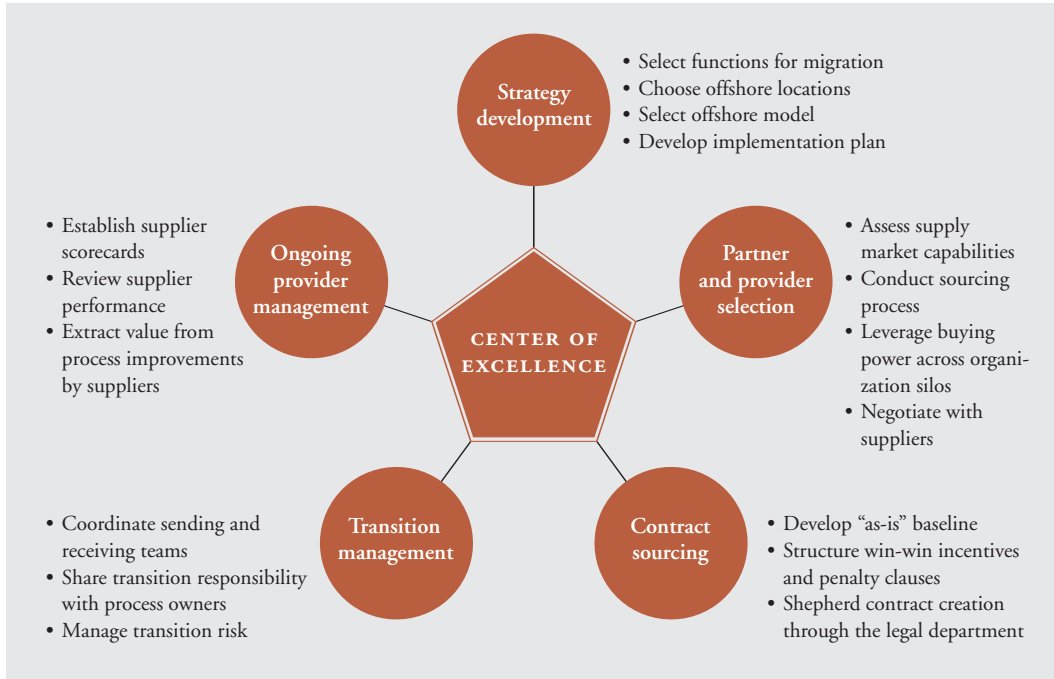 Strategy
development
• Select functions for migration
• Choose offshore locations
• Select offshore model
• Develop implementation plan
Partner
and provider
selection
• Assess supply
market capabilities
• Conduct sourcing
process
• Leverage buying
power across organi-
zation silos
• Negotiate with
suppliers
Contract
sourcing
• Develop “as-is” baseline
• Structure win-win incentives
and penalty clauses
• Shepherd contract creation
through the legal department
Transition
management
• Coordinate sending and
receiving teams
• Share transition responsibility
with process owners
• Manage transition risk
Ongoing
provider
management
• Establish supplier
scorecards
• Review supplier
performance
• Extract value from
process improvements
by suppliers
CENTER OF
EXCELLENCE